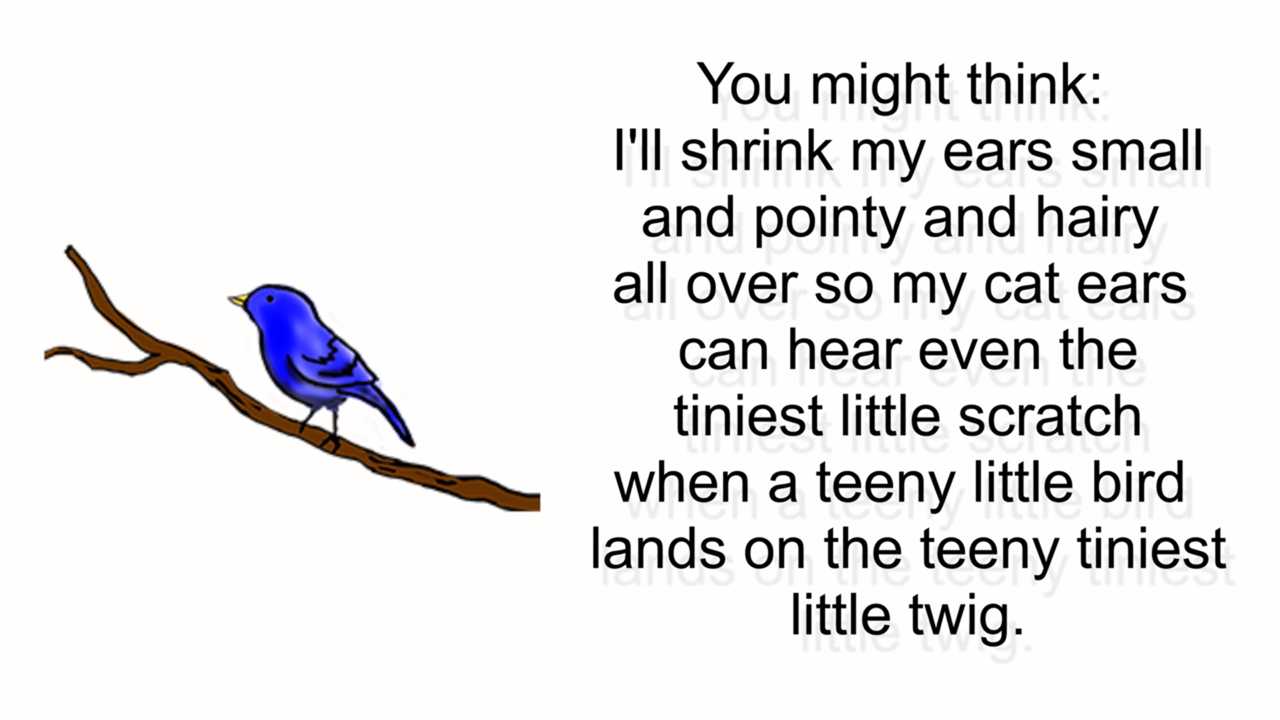 You might think:
I'll shrink my ears small
and pointy and hairy
all over so my cat ears
can hear even the
tiniest little scratch
when a teeny little bird
lands on the teeny tiniest
little twig.